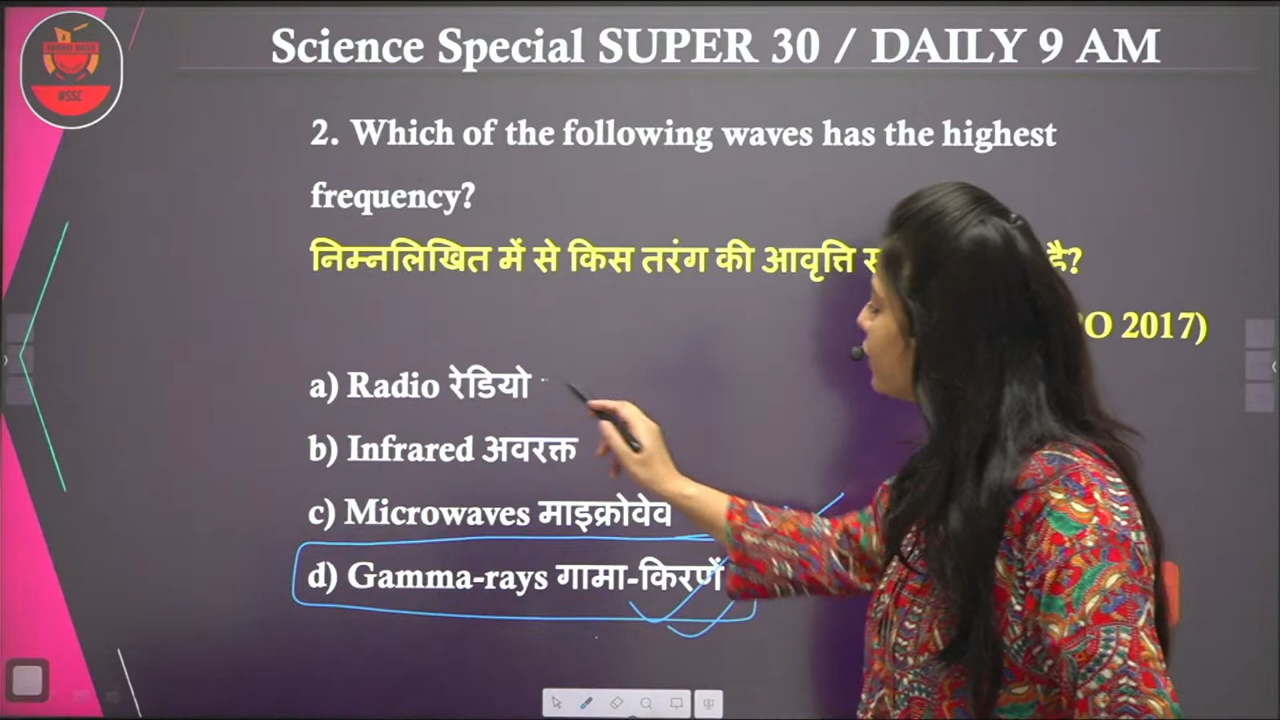 Science Special SUPER 30 / DAILY 9 AM
WSSC
2. Which of the following waves has the highest
frequency?
निम्नलिखित में से किस तरंग की आवृत्ति है?
O 2017)
a) Radio रेडियो
b) Infrared अवरक्त
c) Microwaves माइक्रोवेव
d) Gamma-rays गामा-किरणें